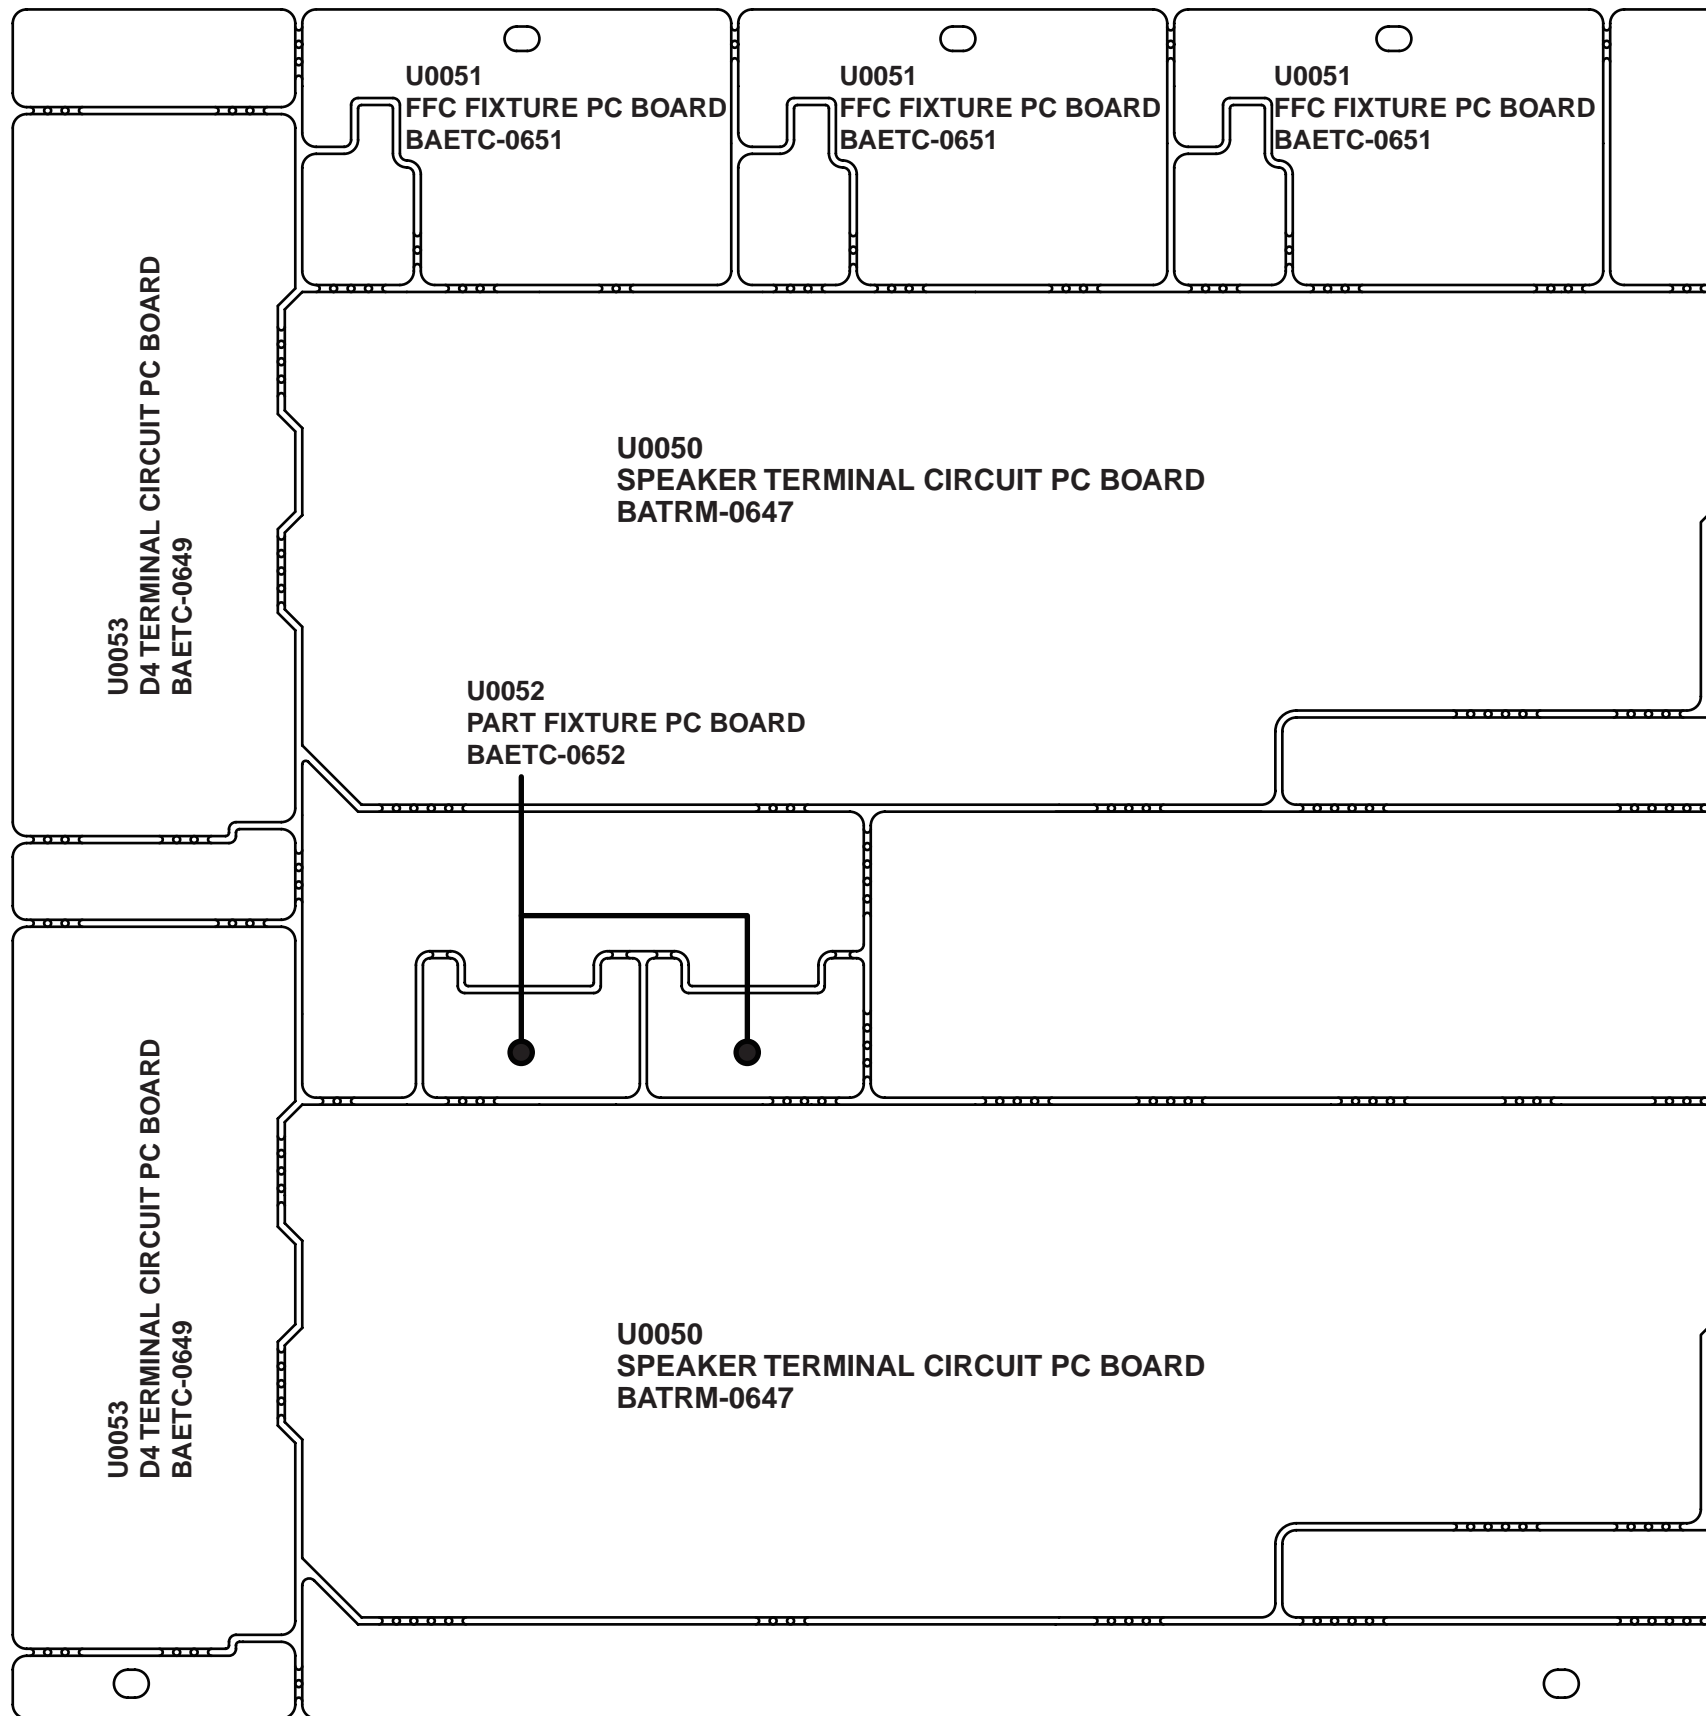 U0051
FFC FIXTURE PC BOARD
BAETC-0651
U0051
FFC FIXTURE PC BOARD
BAETC-0651
U0051
FFC FIXTURE PC BOARD
BAETC-0651
U0053
D4 TERMINAL CIRCUIT PC BOARD
BAETC-0649
U0050
SPEAKER TERMINAL CIRCUIT PC BOARD
BATRM-0647
U0052
PART FIXTURE PC BOARD
BAETC-0652
U0053
D4 TERMINAL CIRCUIT PC BOARD
BAETC-0649
U0050
SPEAKER TERMINAL CIRCUIT PC BOARD
BATRM-0647